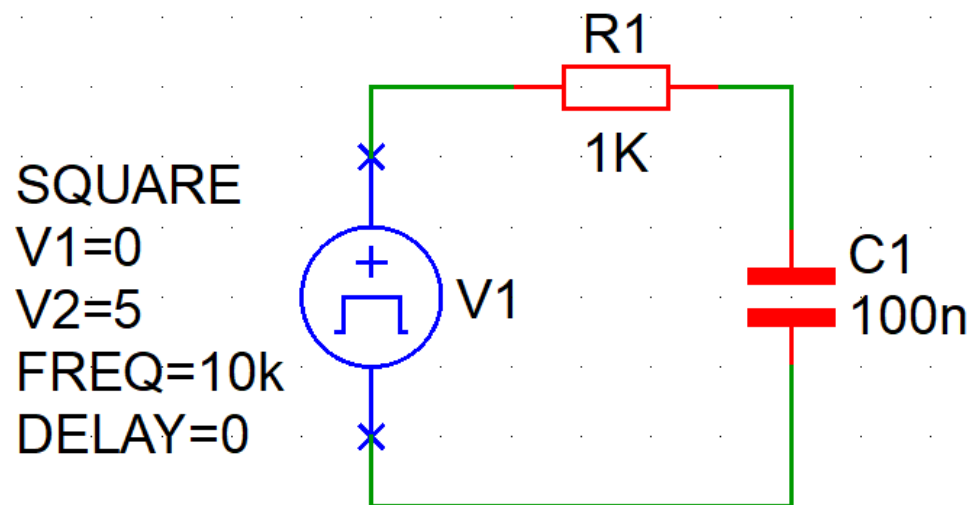 R1
1K
SQUARE
V1=0
V2=5
FREQ=10k
DELAY=0
V1
C1
100n